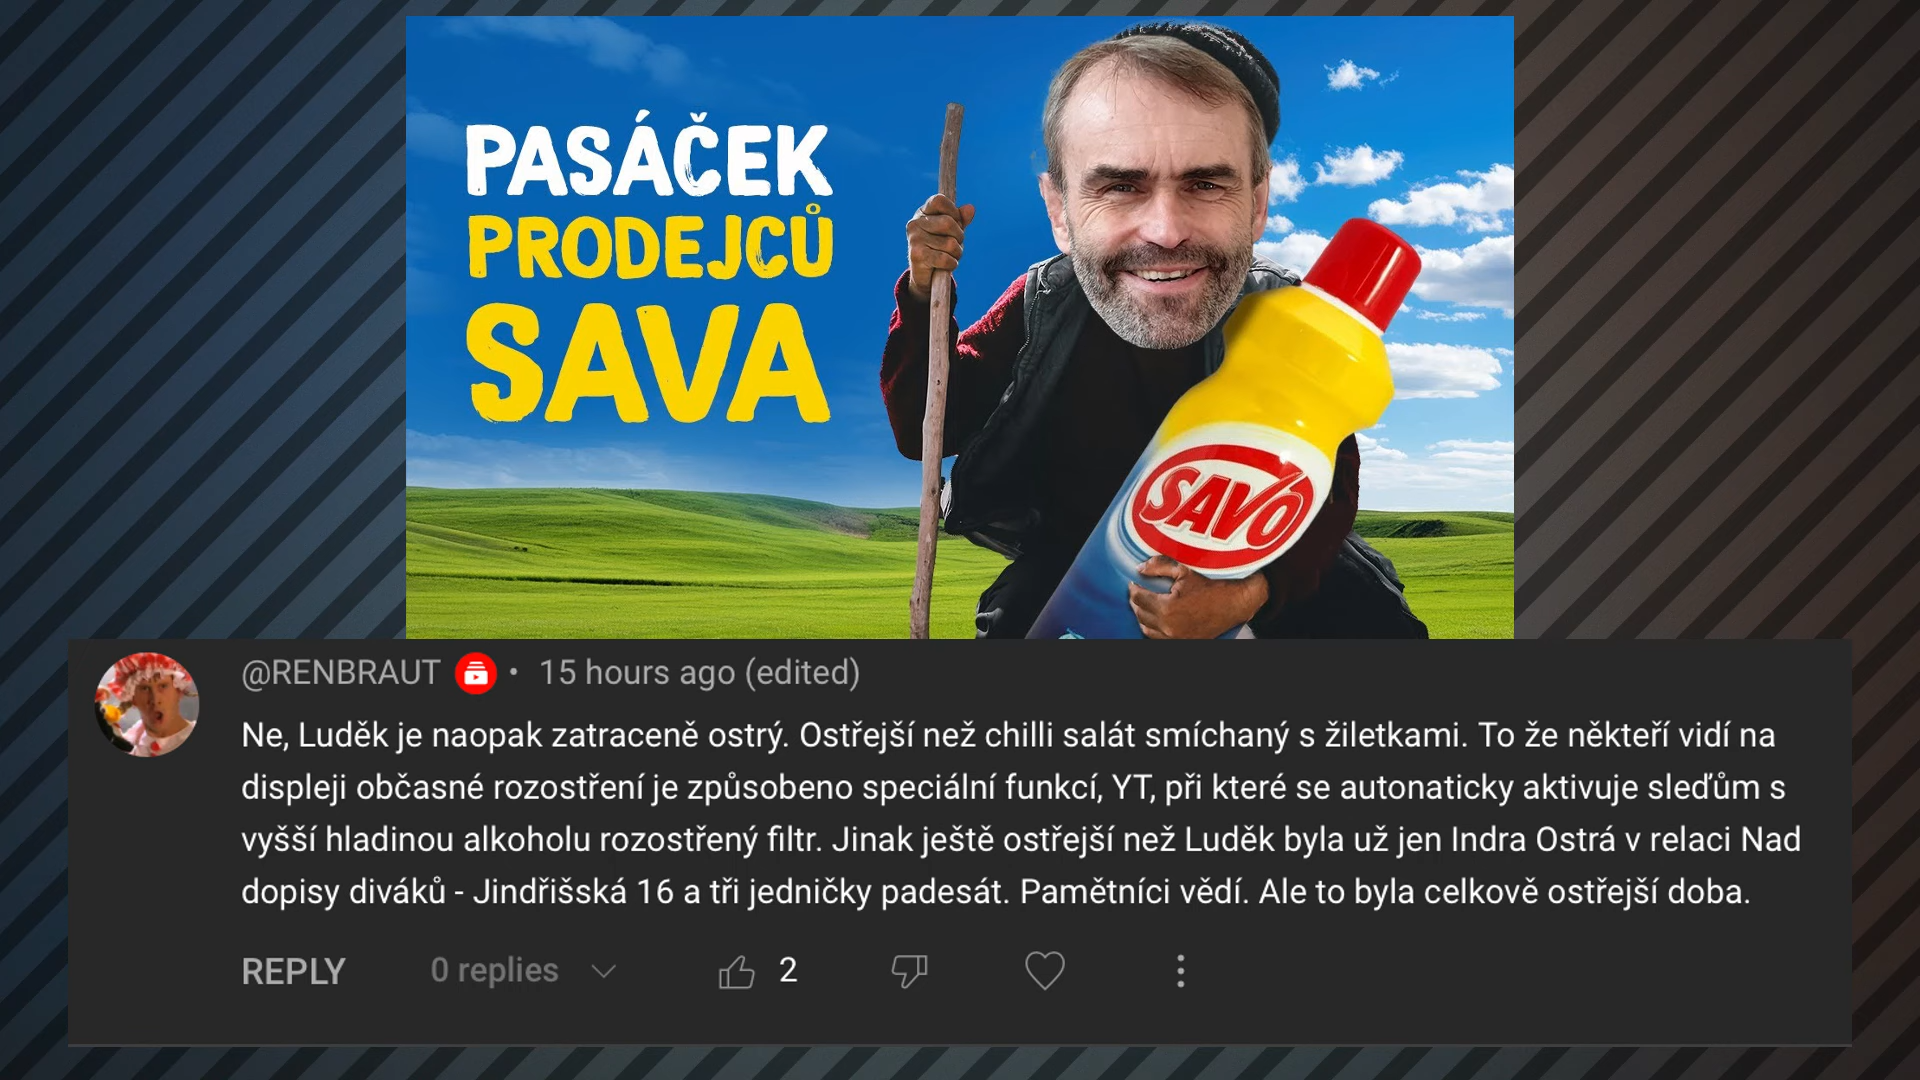 PASÁČEK
PRODEJCŮ
SAVA
SAVO
@RENBRAUT • 15 hours ago (edited)
Ne, Luděk je naopak zatraceně ostrý. Ostřejší než chilli salát smíchaný s žiletkami. To že někteří vidí na
displeji občasné rozostření je způsobeno speciální funkcí, YT, při které se autonaticky aktivuje sleďům s
vyšší hladinou alkoholu rozostřený filtr. Jinak ještě ostřejší než Luděk byla už jen Indra Ostrá v relaci Nad
dopisy diváků - Jindřišská 16 a tři jedničky padesát. Pamětníci vědí. Ale to byla celkově ostřejší doba.
REPLY 0 replies 2